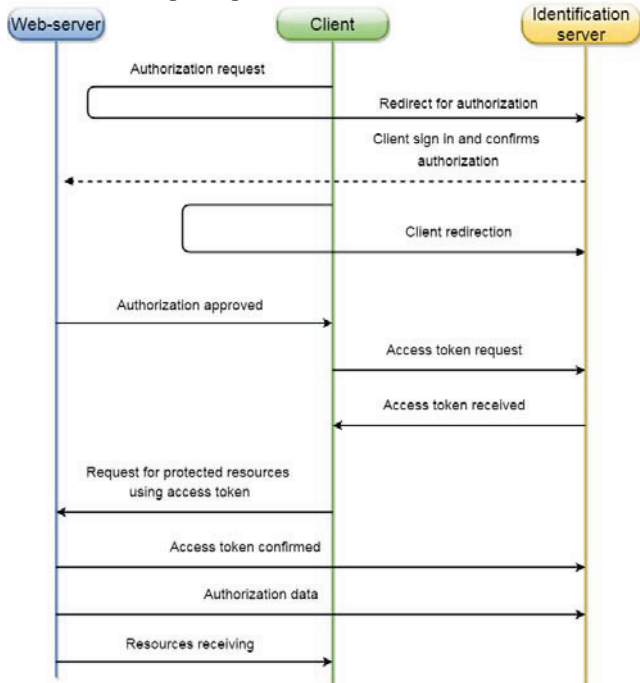 Web-server
Client
Identification
server
Authorization request
Redirect for authorization
Client sign in and confirms
authorization
Client redirection
Authorization approved
Access token request
Access token received
Request for protected resources
using access token
Access token confirmed
Authorization data
Resources receiving